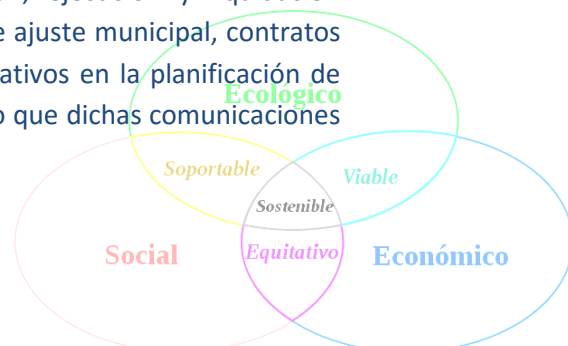 e ajuste municipal, contratos
ativos en la planificación de
Ecológico
o que dichas comunicaciones
Soportable
Viable
Sostenible
Equitativo
Social
Económico